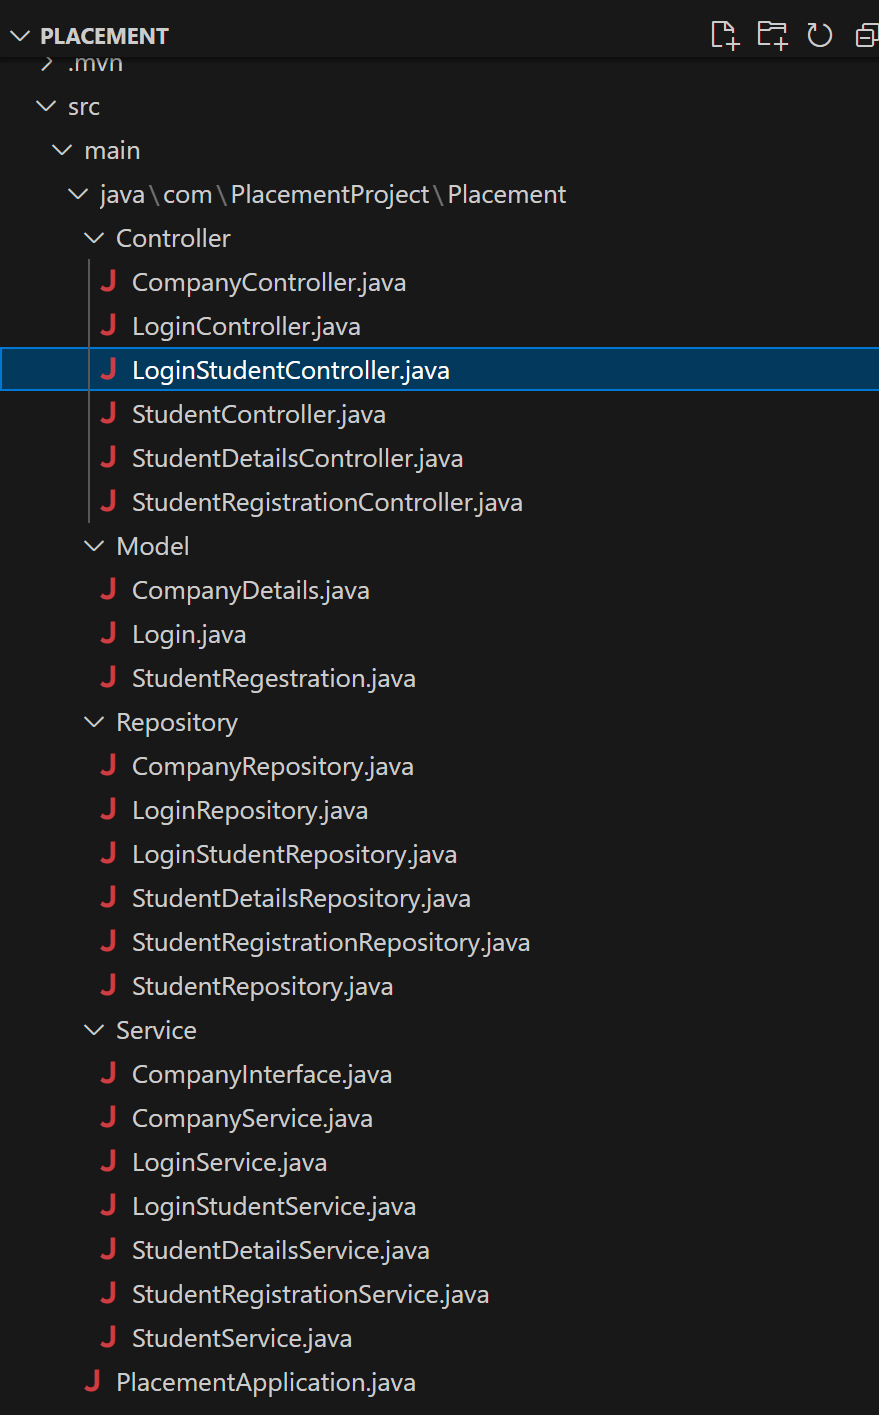 PLACEMENT
.mvn
src
main
java\com\PlacementProject\Placement
Controller
CompanyController.java
LoginController.java
LoginStudentController.java
StudentController.java
StudentDetailsController.java
StudentRegistrationController.java
Model
CompanyDetails.java
Login.java
StudentRegestration.java
Repository
CompanyRepository.java
LoginRepository.java
LoginStudentRepository.java
StudentDetailsRepository.java
StudentRegistrationRepository.java
StudentRepository.java
Service
CompanyInterface.java
CompanyService.java
LoginService.java
LoginStudentService.java
StudentDetailsService.java
StudentRegistrationService.java
StudentService.java
PlacementApplication.java